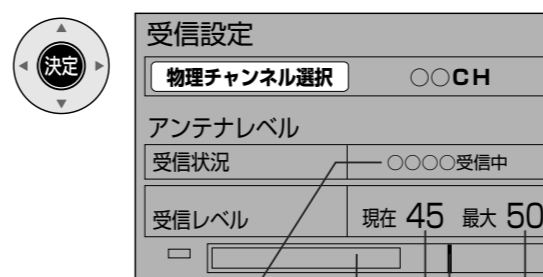 決定
受信設定
物理チャンネル選択 ○○CH
アンテナレベル
受信状況 ○○○○受信中
受信レベル 現在 45 最大 50